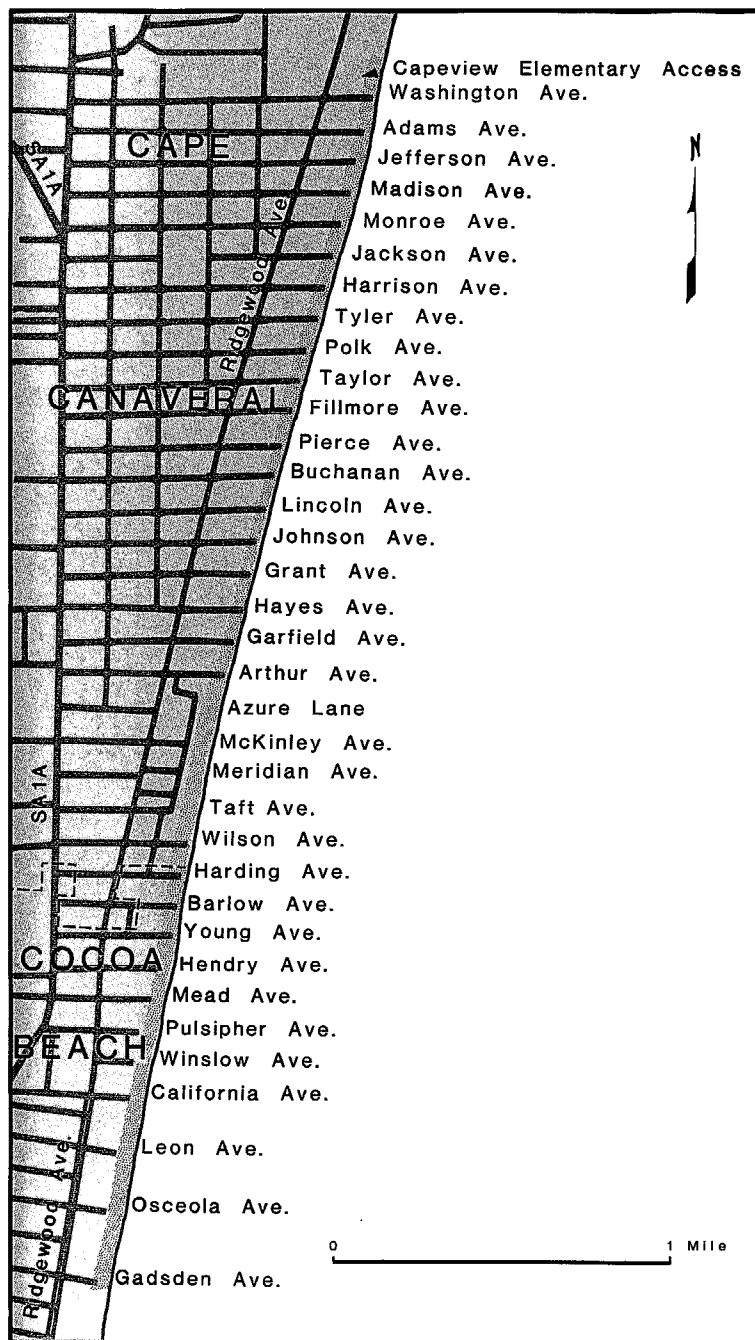 Capeview Elementary Access
Washington Ave.
Adams Ave.
CAPE
N
SA1A
Jefferson Ave.
Madison Ave.
Monroe Ave.
Jackson Ave.
Ridgewood Ave.
Harrison Ave.
Tyler Ave.
Polk Ave.
Taylor Ave.
CANAVERAL
Fillmore Ave.
Pierce Ave.
Buchanan Ave.
Lincoln Ave.
Johnson Ave.
Grant Ave.
Hayes Ave.
Garfield Ave.
Arthur Ave.
Azure Lane
McKinley Ave.
Meridian Ave.
SA1A
Taft Ave.
Wilson Ave.
Harding Ave.
Barlow Ave.
Young Ave.
COCOA
Hendry Ave.
Mead Ave.
Pulsipher Ave.
BEACH
Winslow Ave.
California Ave.
Leon Ave.
Ridgewood Ave.
Osceola Ave.
0 1 Mile
Gadsden Ave.